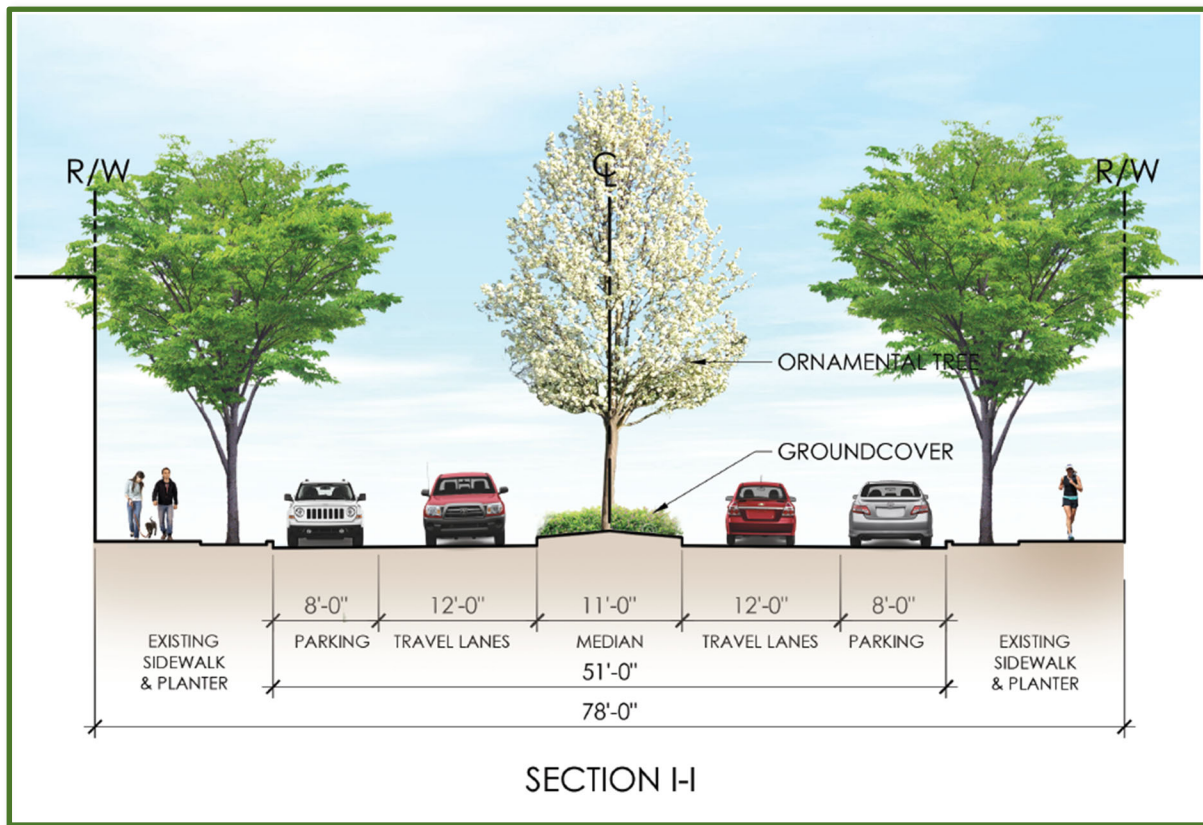 R/W
℄
R/W
ORNAMENTAL TREE
GROUNDCOVER
8'-0"
12'-0"
11'-0"
12'-0"
8'-0"
EXISTING
SIDEWALK
& PLANTER
PARKING
TRAVEL LANES
MEDIAN
TRAVEL LANES
PARKING
EXISTING
SIDEWALK
& PLANTER
51'-0"
78'-0"
SECTION I-I